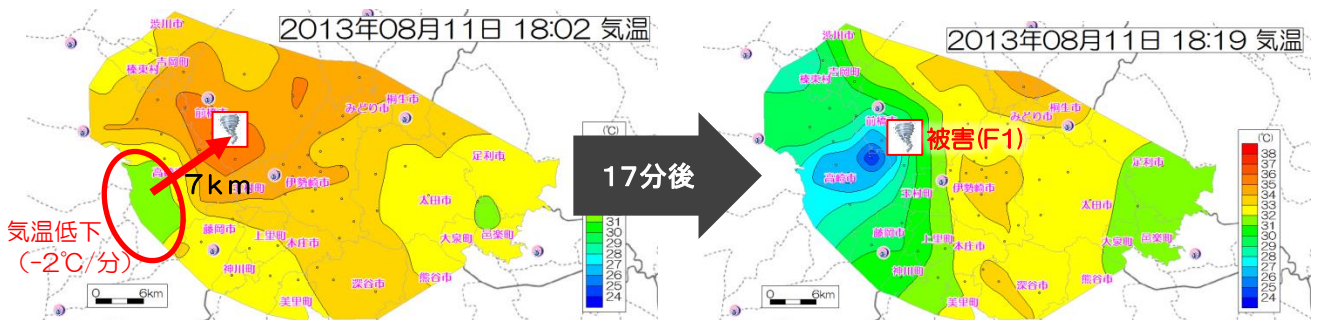 2013年08月11日 18:02 気温
渋川市
榛東村
吉岡町
前橋市
みどり市
桐生市
足利市
7km
伊勢崎市
太田市
気温低下
(-2℃/分)
藤岡市
上里町
本庄市
大泉町
邑楽町
神川町
深谷市
熊谷市
美里町
0 6km
(℃)
31
30
29
28
27
26
25
24
17分後
2013年08月11日 18:19 気温
渋川市
榛東村
吉岡町
前橋市
みどり市
桐生市
被害(F1)
足利市
高崎市
玉村町
伊勢崎市
太田市
藤岡市
上里町
本庄市
大泉町
邑楽町
神川町
深谷市
熊谷市
美里町
0 6km
(℃)
38
37
36
35
34
33
32
31
30
29
28
27
26
25
24